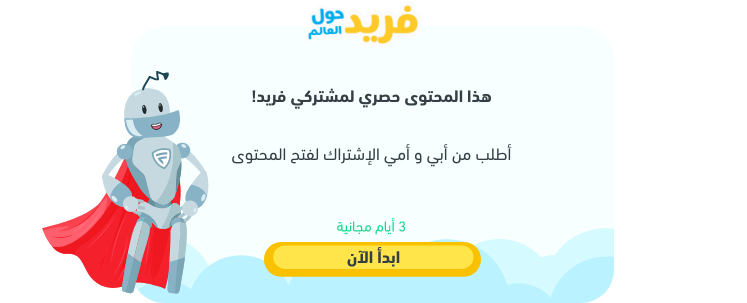 فريد حول
العالم
هذا المحتوى حصري لمشتركي فريد!
أطلب من أبي و أمي الإشتراك لفتح المحتوى
3 أيام مجانية
ابدأ الآن